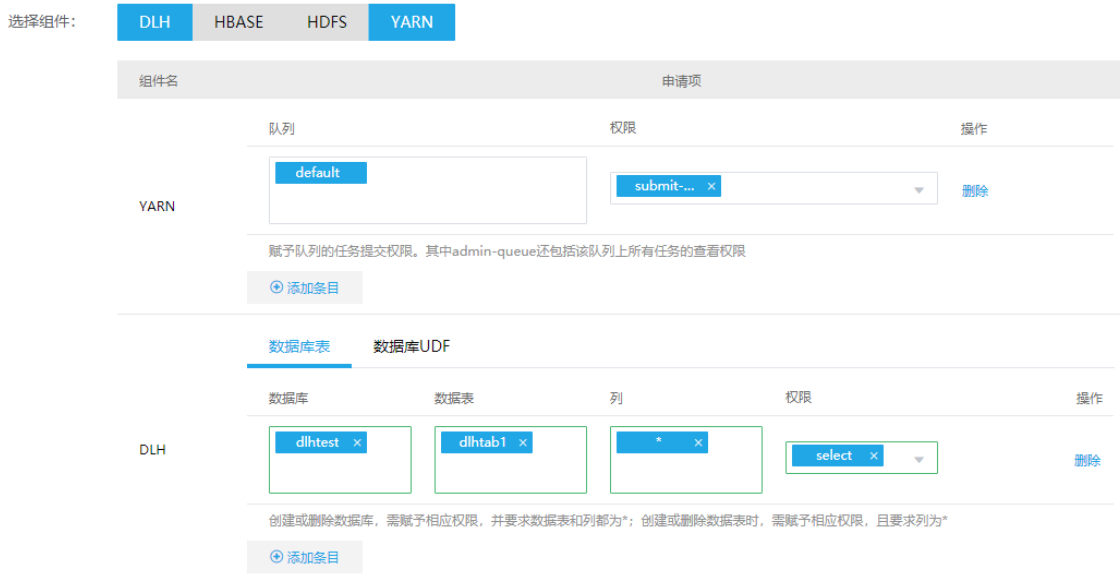 选择组件: DLH HBASE HDFS YARN
组件名 申请项
队列 权限 操作
default submit-... × 删除
YARN
赋予队列的任务提交权限。其中admin-queue还包括该队列上所有任务的查看权限
添加条目
数据库表 数据库UDF
数据库 数据表 列 权限 操作
dlhtest × dlhtab1 × * × select × 删除
DLH
创建或删除数据库，需赋予相应权限，并要求数据表和列都为*；创建或删除数据表时，需赋予相应权限，且要求列为*
添加条目